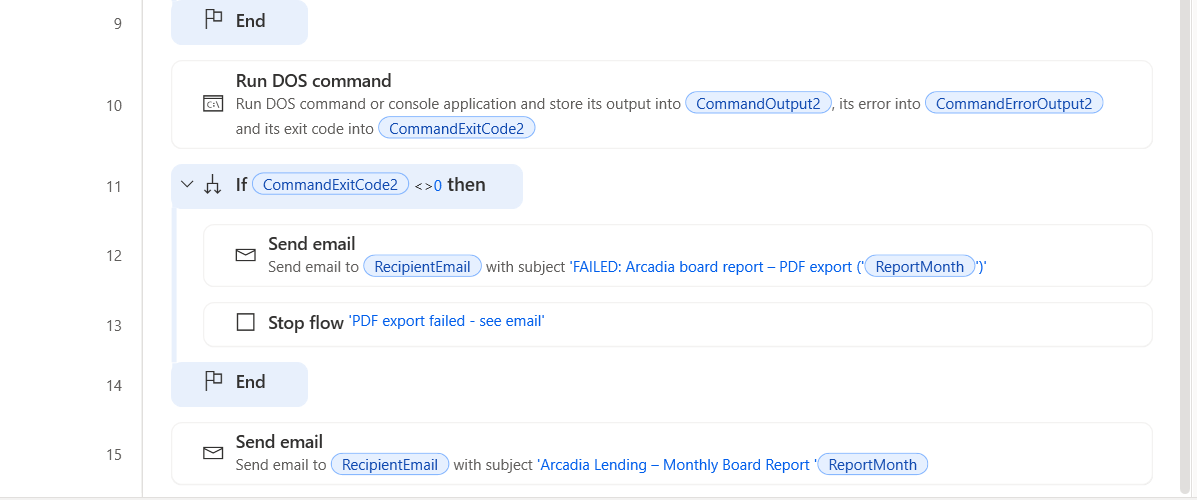 9
End
Run DOS command
10
C:\
Run DOS command or console application and store its output into CommandOutput2 , its error into CommandErrorOutput2
and its exit code into CommandExitCode2
11
If CommandExitCode2 <>0 then
Send email
12
Send email to RecipientEmail with subject 'FAILED: Arcadia board report – PDF export (' ReportMonth ')'
13
Stop flow 'PDF export failed - see email'
14
End
Send email
15
Send email to RecipientEmail with subject 'Arcadia Lending – Monthly Board Report ' ReportMonth